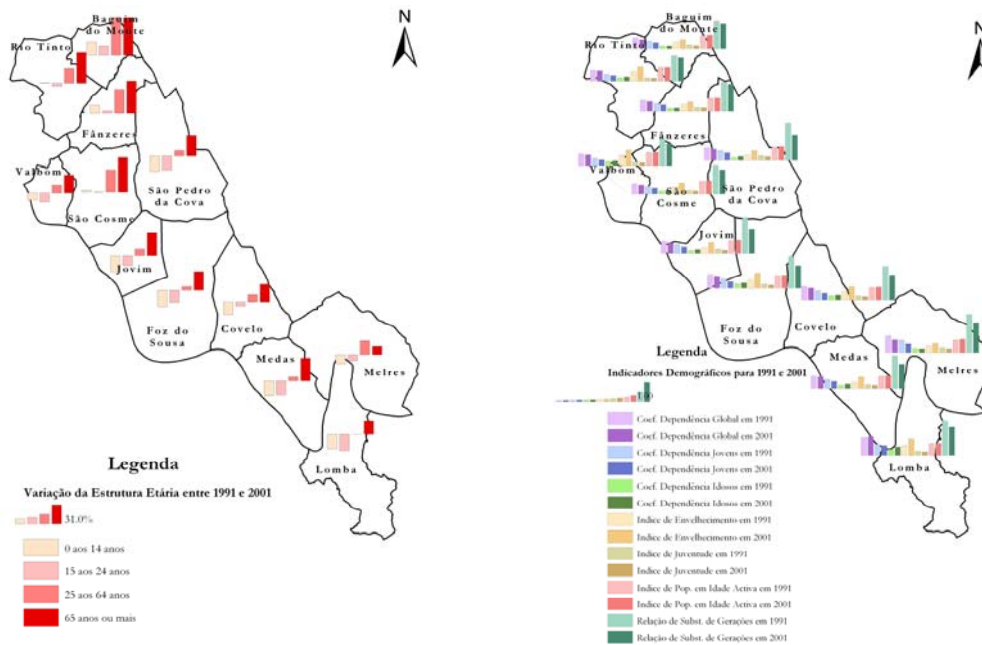 N
Baguim
do Monte
Rio Tinto
Fânzeres
Valbom
São Cosme
São Pedro
da Cova
Jovim
Foz do
Sousa
Covelo
Medas
Melres
Lomba
Legenda
Variação da Estrutura Etária entre 1991 e 2001
31.0%
0 aos 14 anos
15 aos 24 anos
25 aos 64 anos
65 anos ou mais
N
Baguim
do Monte
Rio Tinto
Fânzeres
Valbom
São
Cosme
São Pedro
da Cova
Jovim
Foz do
Sousa
Covelo
Medas
Melres
Lomba
Legenda
Indicadores Demográficos para 1991 e 2001
Coef. Dependência Global em 1991
Coef. Dependência Global em 2001
Coef. Dependência Jovens em 1991
Coef. Dependência Jovens em 2001
Coef. Dependência Idosos em 1991
Coef. Dependência Idosos em 2001
Indice de Envelhecimento em 1991
Indice de Envelhecimento em 2001
Indice de Juventude em 1991
Indice de Juventude em 2001
Indice de Pop. em Idade Activa em 1991
Indice de Pop. em Idade Activa em 2001
Relação de Subst. de Gerações em 1991
Relação de Subst. de Gerações em 2001